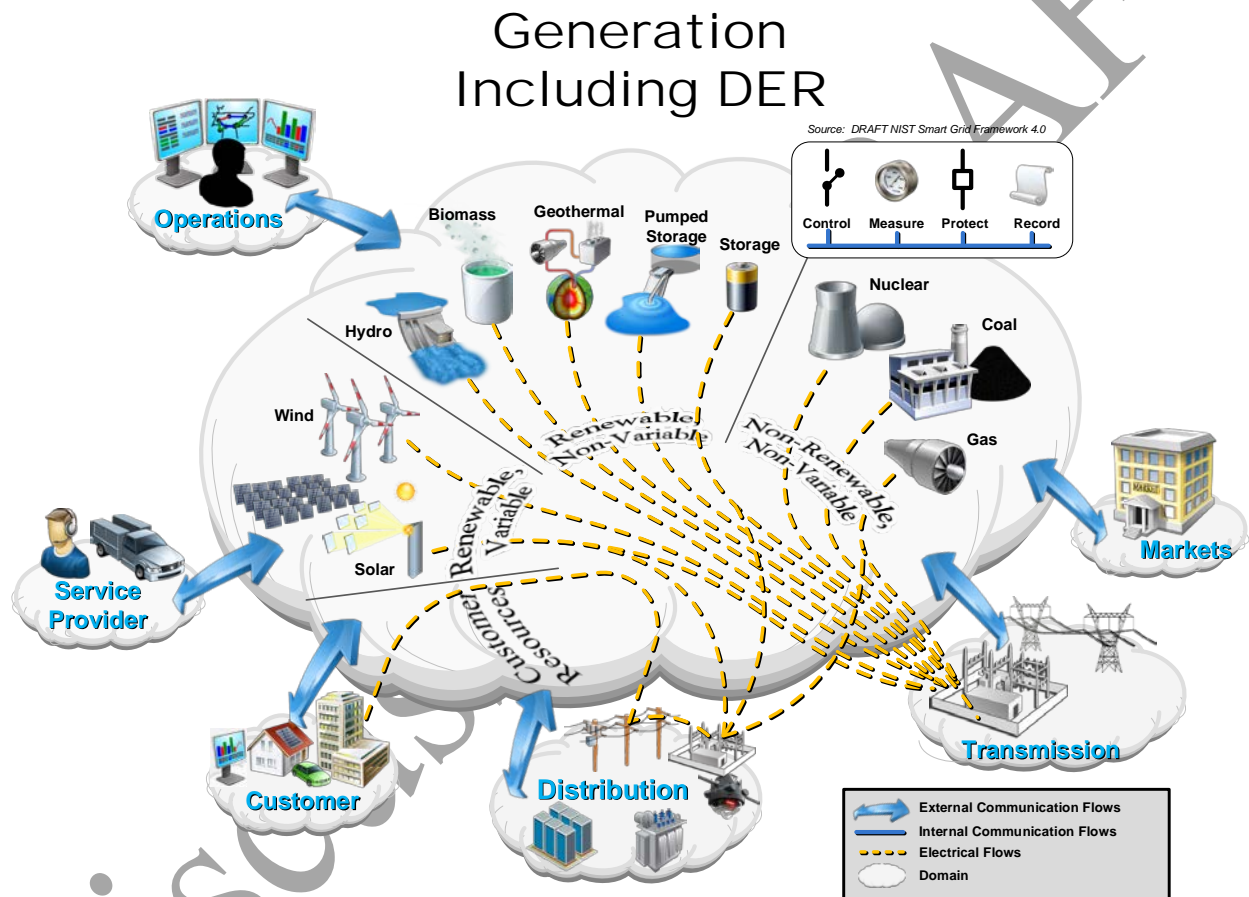 Generation
Including DER
Source: DRAFT NIST Smart Grid Framework 4.0
Control
Measure
Protect
Record
Operations
Biomass
Geothermal
Pumped
Storage
Storage
Nuclear
Hydro
Coal
Wind
Renewable,
Non-Variable
Non-Renewable,
Non-Variable
Gas
MARKET
Markets
Renewable,
Variable
Solar
Service
Provider
Customer
Resources
Customer
Distribution
Transmission
External Communication Flows
Internal Communication Flows
Electrical Flows
Domain